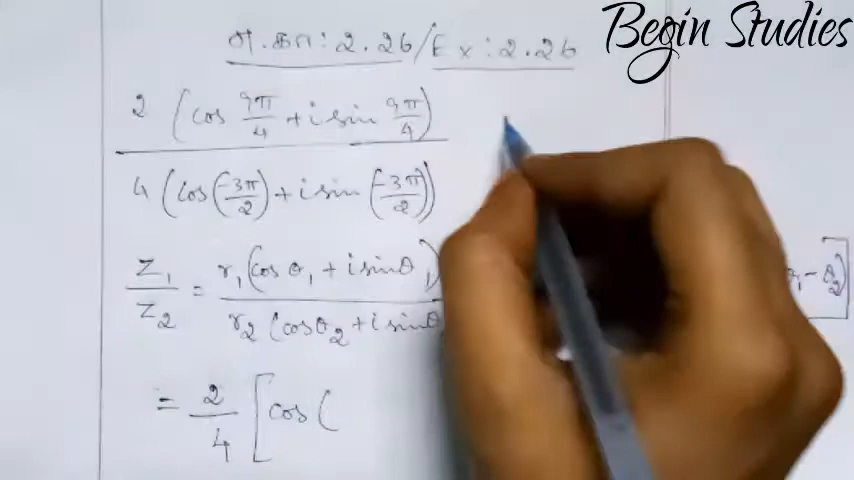 Begin Studies
எ.கா: 2.26/Ex: 2.26
2 (cos 9π/4 + i sin 9π/4)
4 (cos(-3π/2) + i sin(-3π/2))
Z₁/Z₂ = r₁(cos θ₁ + i sin θ₁)/r₂(cos θ₂ + i sin θ
θ₁ - θ₂)
= 2/4 [cos (